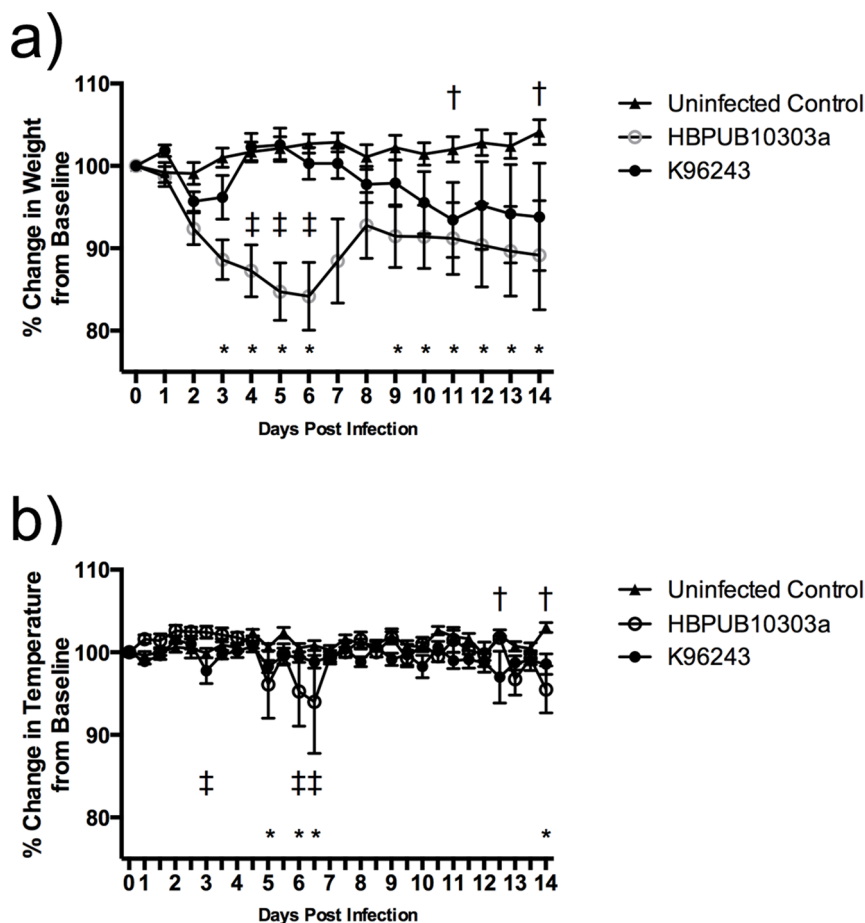 a)
110
100
90
80
% Change in Weight
from Baseline
† †
‡ ‡ ‡
* * * * * * * * * *
0 1 2 3 4 5 6 7 8 9 10 11 12 13 14
Days Post Infection
Uninfected Control
HBPUB10303a
K96243
b)
110
100
90
80
% Change in Temperature
from Baseline
† †
‡ ‡ ‡
* * * *
0 1 2 3 4 5 6 7 8 9 10 11 12 13 14
Days Post Infection
Uninfected Control
HBPUB10303a
K96243